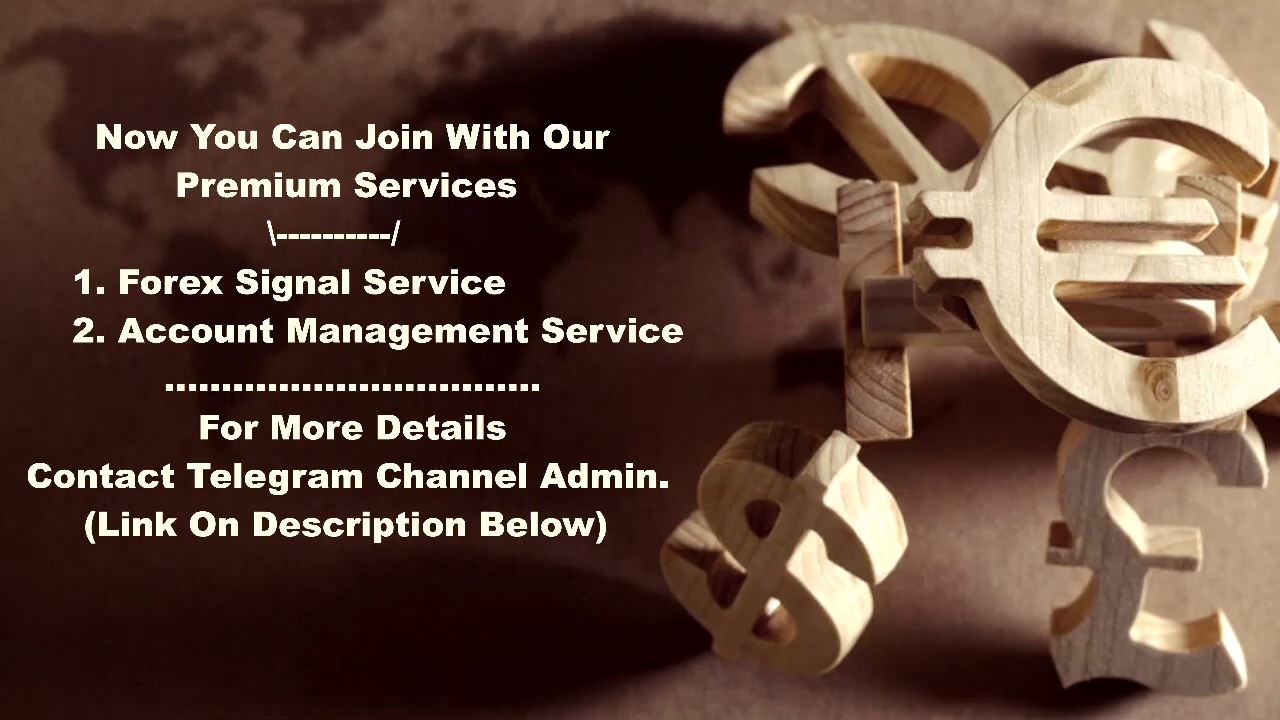 Now You Can Join With Our
Premium Services
\----------/
1. Forex Signal Service
2. Account Management Service
.................................
For More Details
Contact Telegram Channel Admin.
(Link On Description Below)